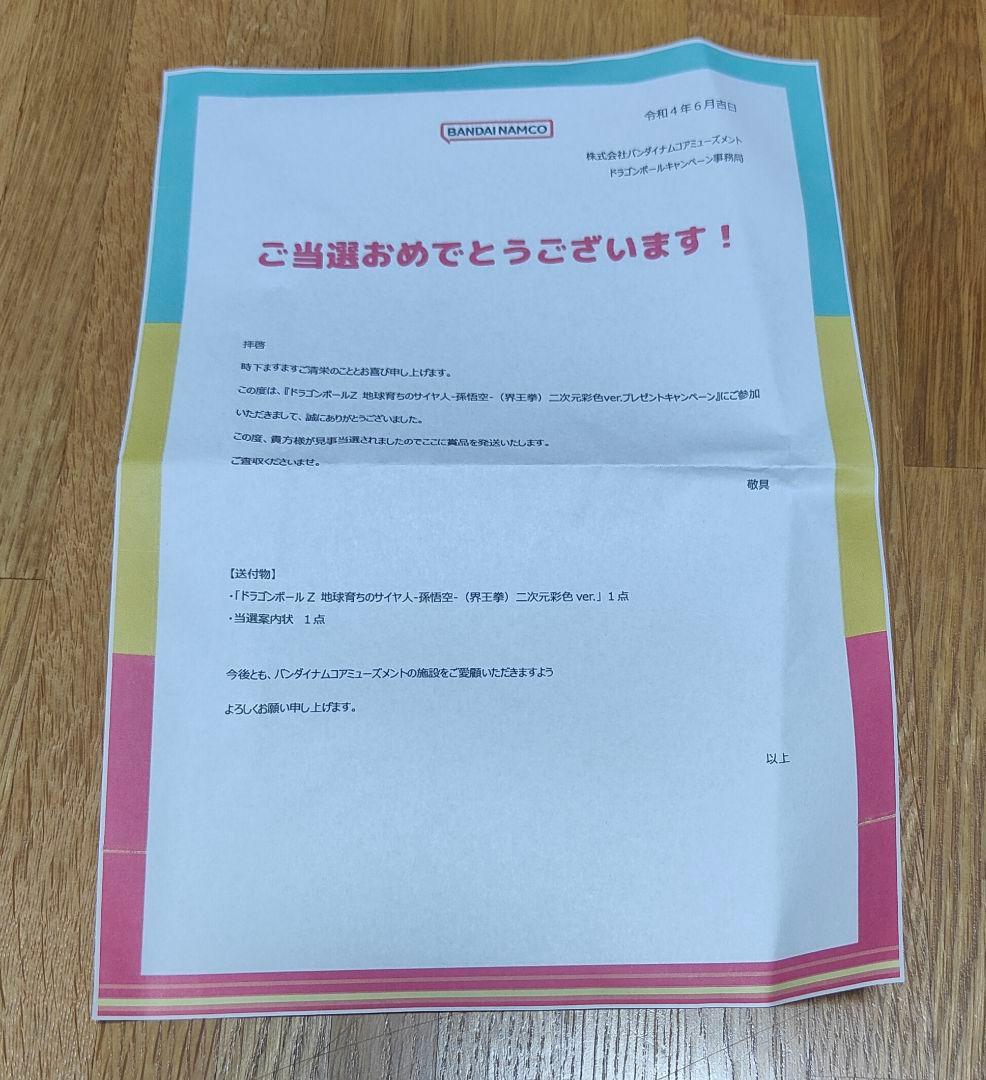 令和4年6月吉日
BANDAI NAMCO
株式会社バンダイナムコアミューズメント
ドラゴンボールキャンペーン事務局
ご当選おめでとうございます！
拝啓
時下ますますご清栄のこととお喜び申し上げます。
この度は、『ドラゴンボールZ 地球育ちのサイヤ人-孫悟空-（界王拳）二次元彩色ver.プレゼントキャンペーン』にご参加
いただきまして、誠にありがとうございました。
この度、貴方様が見事当選されましたのでここに賞品を発送いたします。
ご査収くださいませ。
敬具
【送付物】
・「ドラゴンボールZ 地球育ちのサイヤ人-孫悟空-（界王拳）二次元彩色 ver.」1点
・当選案内状 1点
今後とも、バンダイナムコアミューズメントの施設をご愛顧いただきますよう
よろしくお願い申し上げます。
以上